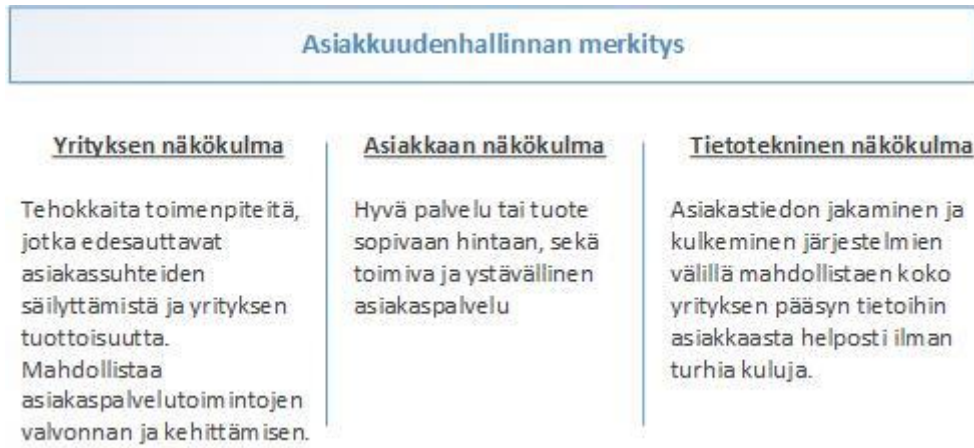 Asiakkuudenhallinnan merkitys
Yrityksen näkökulma
Tehokkaita toimenpiteitä,
jotka edesauttavat
asiakassuhteiden
säilyttämistä ja yrityksen
tuottoisuutta.
Mahdollistaa
asiakaspalvelutoimintojen
valvonnan ja kehittämisen.
Asiakkaan näkökulma
Hyvä palvelu tai tuote
sopivaan hintaan, sekä
toimiva ja ystävällinen
asiakaspalvelu
Tietotekninen näkökulma
Asiakastiedon jakaminen ja
kulkeminen järjestelmien
välillä mahdollistaen koko
yrityksen pääsyn tietoihin
asiakkaasta helposti ilman
turhia kuluja.